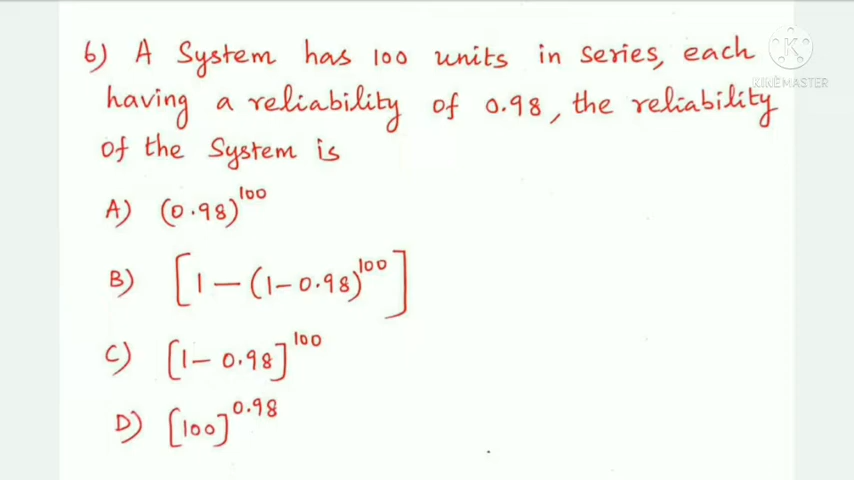 6) A System has 100 units in series, each
having a reliability of 0.98, the reliability
of the System is
A) (0.98)^100
B) [1 - (1-0.98)^100]
C) [1 - 0.98]^100
D) [100]^0.98
K
KINEMASTER